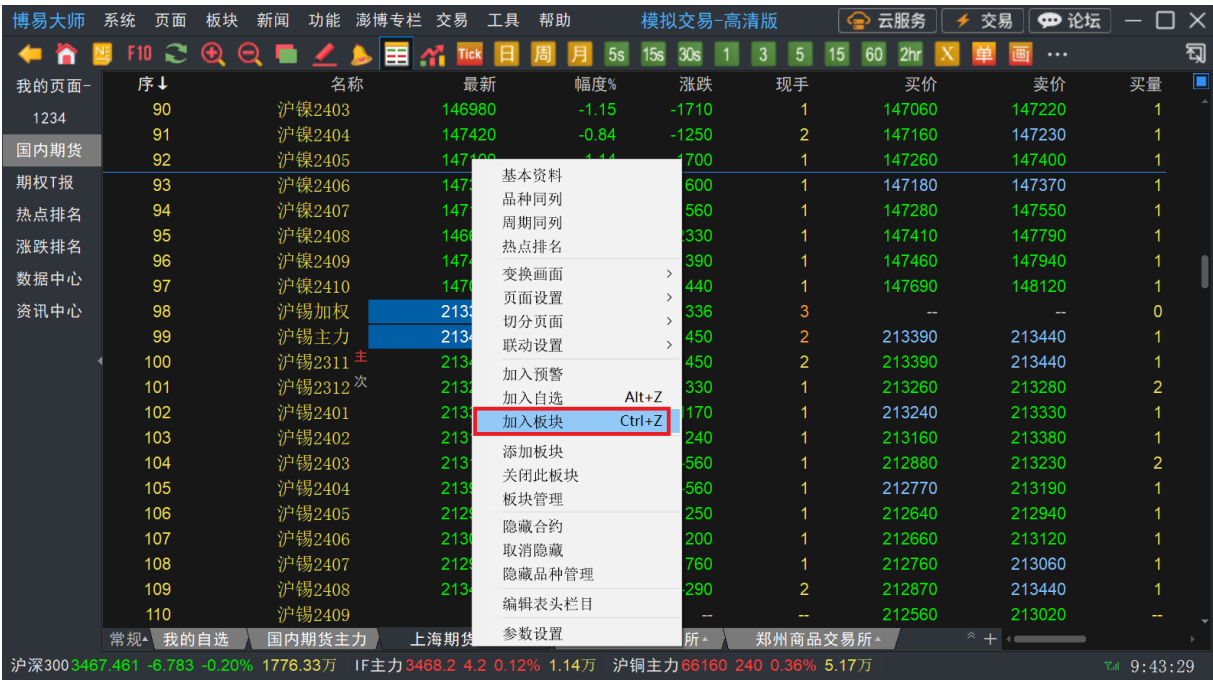 博易大师 系统 页面 板块 新闻 功能 澎博专栏 交易 工具 帮助 模拟交易-高清版 云服务 交易 论坛
F10 Tick 日 周 月 5s 15s 30s 1 3 5 15 60 2hr X 单 画 ···
我的页面-
1234
国内期货
期权T报
热点排名
涨跌排名
数据中心
资讯中心
序↓ 名称 最新 幅度% 涨跌 现手 买价 卖价 买量
90 沪镍2403 146980 -1.15 -1710 1 147060 147220 1
91 沪镍2404 147420 -0.84 -1250 2 147160 147230 1
92 沪镍2405 1 147260 147400 1
93 沪镍2406 1 147180 147370 1
94 沪镍2407 1 147280 147550 1
95 沪镍2408 1 147410 147790 1
96 沪镍2409 1 147460 147940 1
97 沪镍2410 1 147690 148120 1
98 沪锡加权 3 -- -- 0
99 沪锡主力 2 213390 213440 1
100 沪锡2311 主 2 213390 213440 1
101 沪锡2312 次 1 213260 213280 2
102 沪锡2401 1 213240 213330 1
103 沪锡2402 1 213160 213380 1
104 沪锡2403 1 212880 213230 2
105 沪锡2404 1 212770 213190 1
106 沪锡2405 1 212640 212940 1
107 沪锡2406 1 212660 213120 1
108 沪锡2407 1 212760 213060 1
109 沪锡2408 2 212870 213440 1
110 沪锡2409 -- -- 212560 213020 --
基本资料
品种同列
周期同列
热点排名
变换画面 >
页面设置 >
切分页面 >
联动设置 >
加入预警
加入自选 Alt+Z
加入板块 Ctrl+Z
添加板块
关闭此板块
板块管理
隐藏合约
取消隐藏
隐藏品种管理
编辑表头栏目
参数设置
常规 我的自选 国内期货主力 上海期货 所 郑州商品交易所 +
沪深300 3467.461 -6.783 -0.20% 1776.33万 IF主力 3468.2 4.2 0.12% 1.14万 沪铜主力 66160 240 0.36% 5.17万 9:43:29